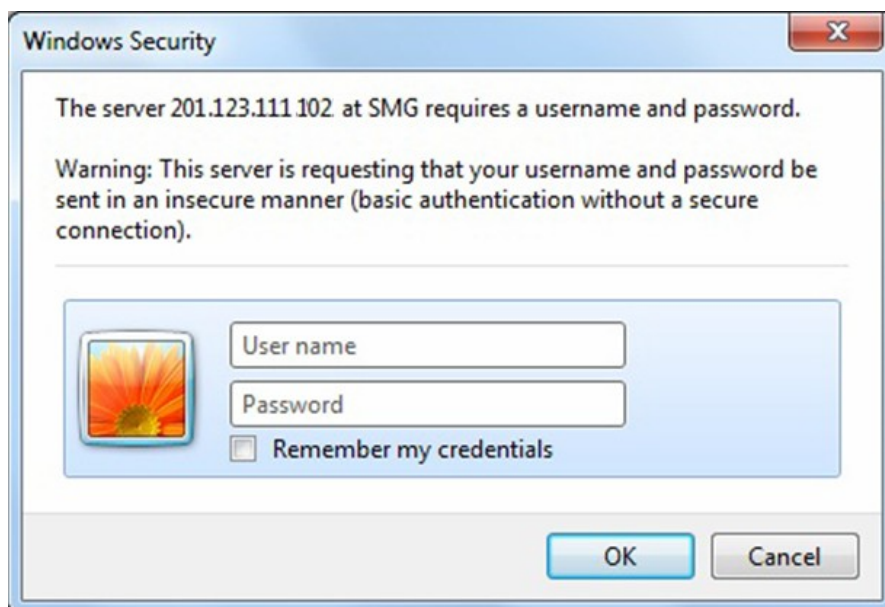 Windows Security
The server 201.123.111.102 at SMG requires a username and password.
Warning: This server is requesting that your username and password be
sent in an insecure manner (basic authentication without a secure
connection).
User name
Password
Remember my credentials
OK
Cancel